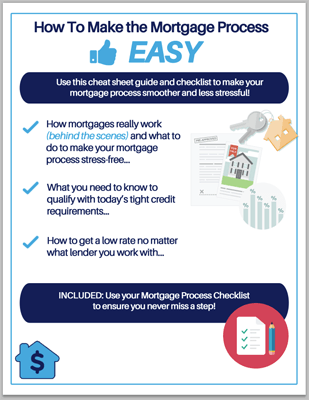 How To Make the Mortgage Process
EASY
Use this cheat sheet guide and checklist to make your
mortgage process smoother and less stressful!
How mortgages really work
(behind the scenes) and what to
do to make your mortgage
process stress-free...
What you need to know to
qualify with today's tight credit
requirements...
How to get a low rate no matter
what lender you work with...
INCLUDED: Use your Mortgage Process Checklist
to ensure you never miss a step!
$